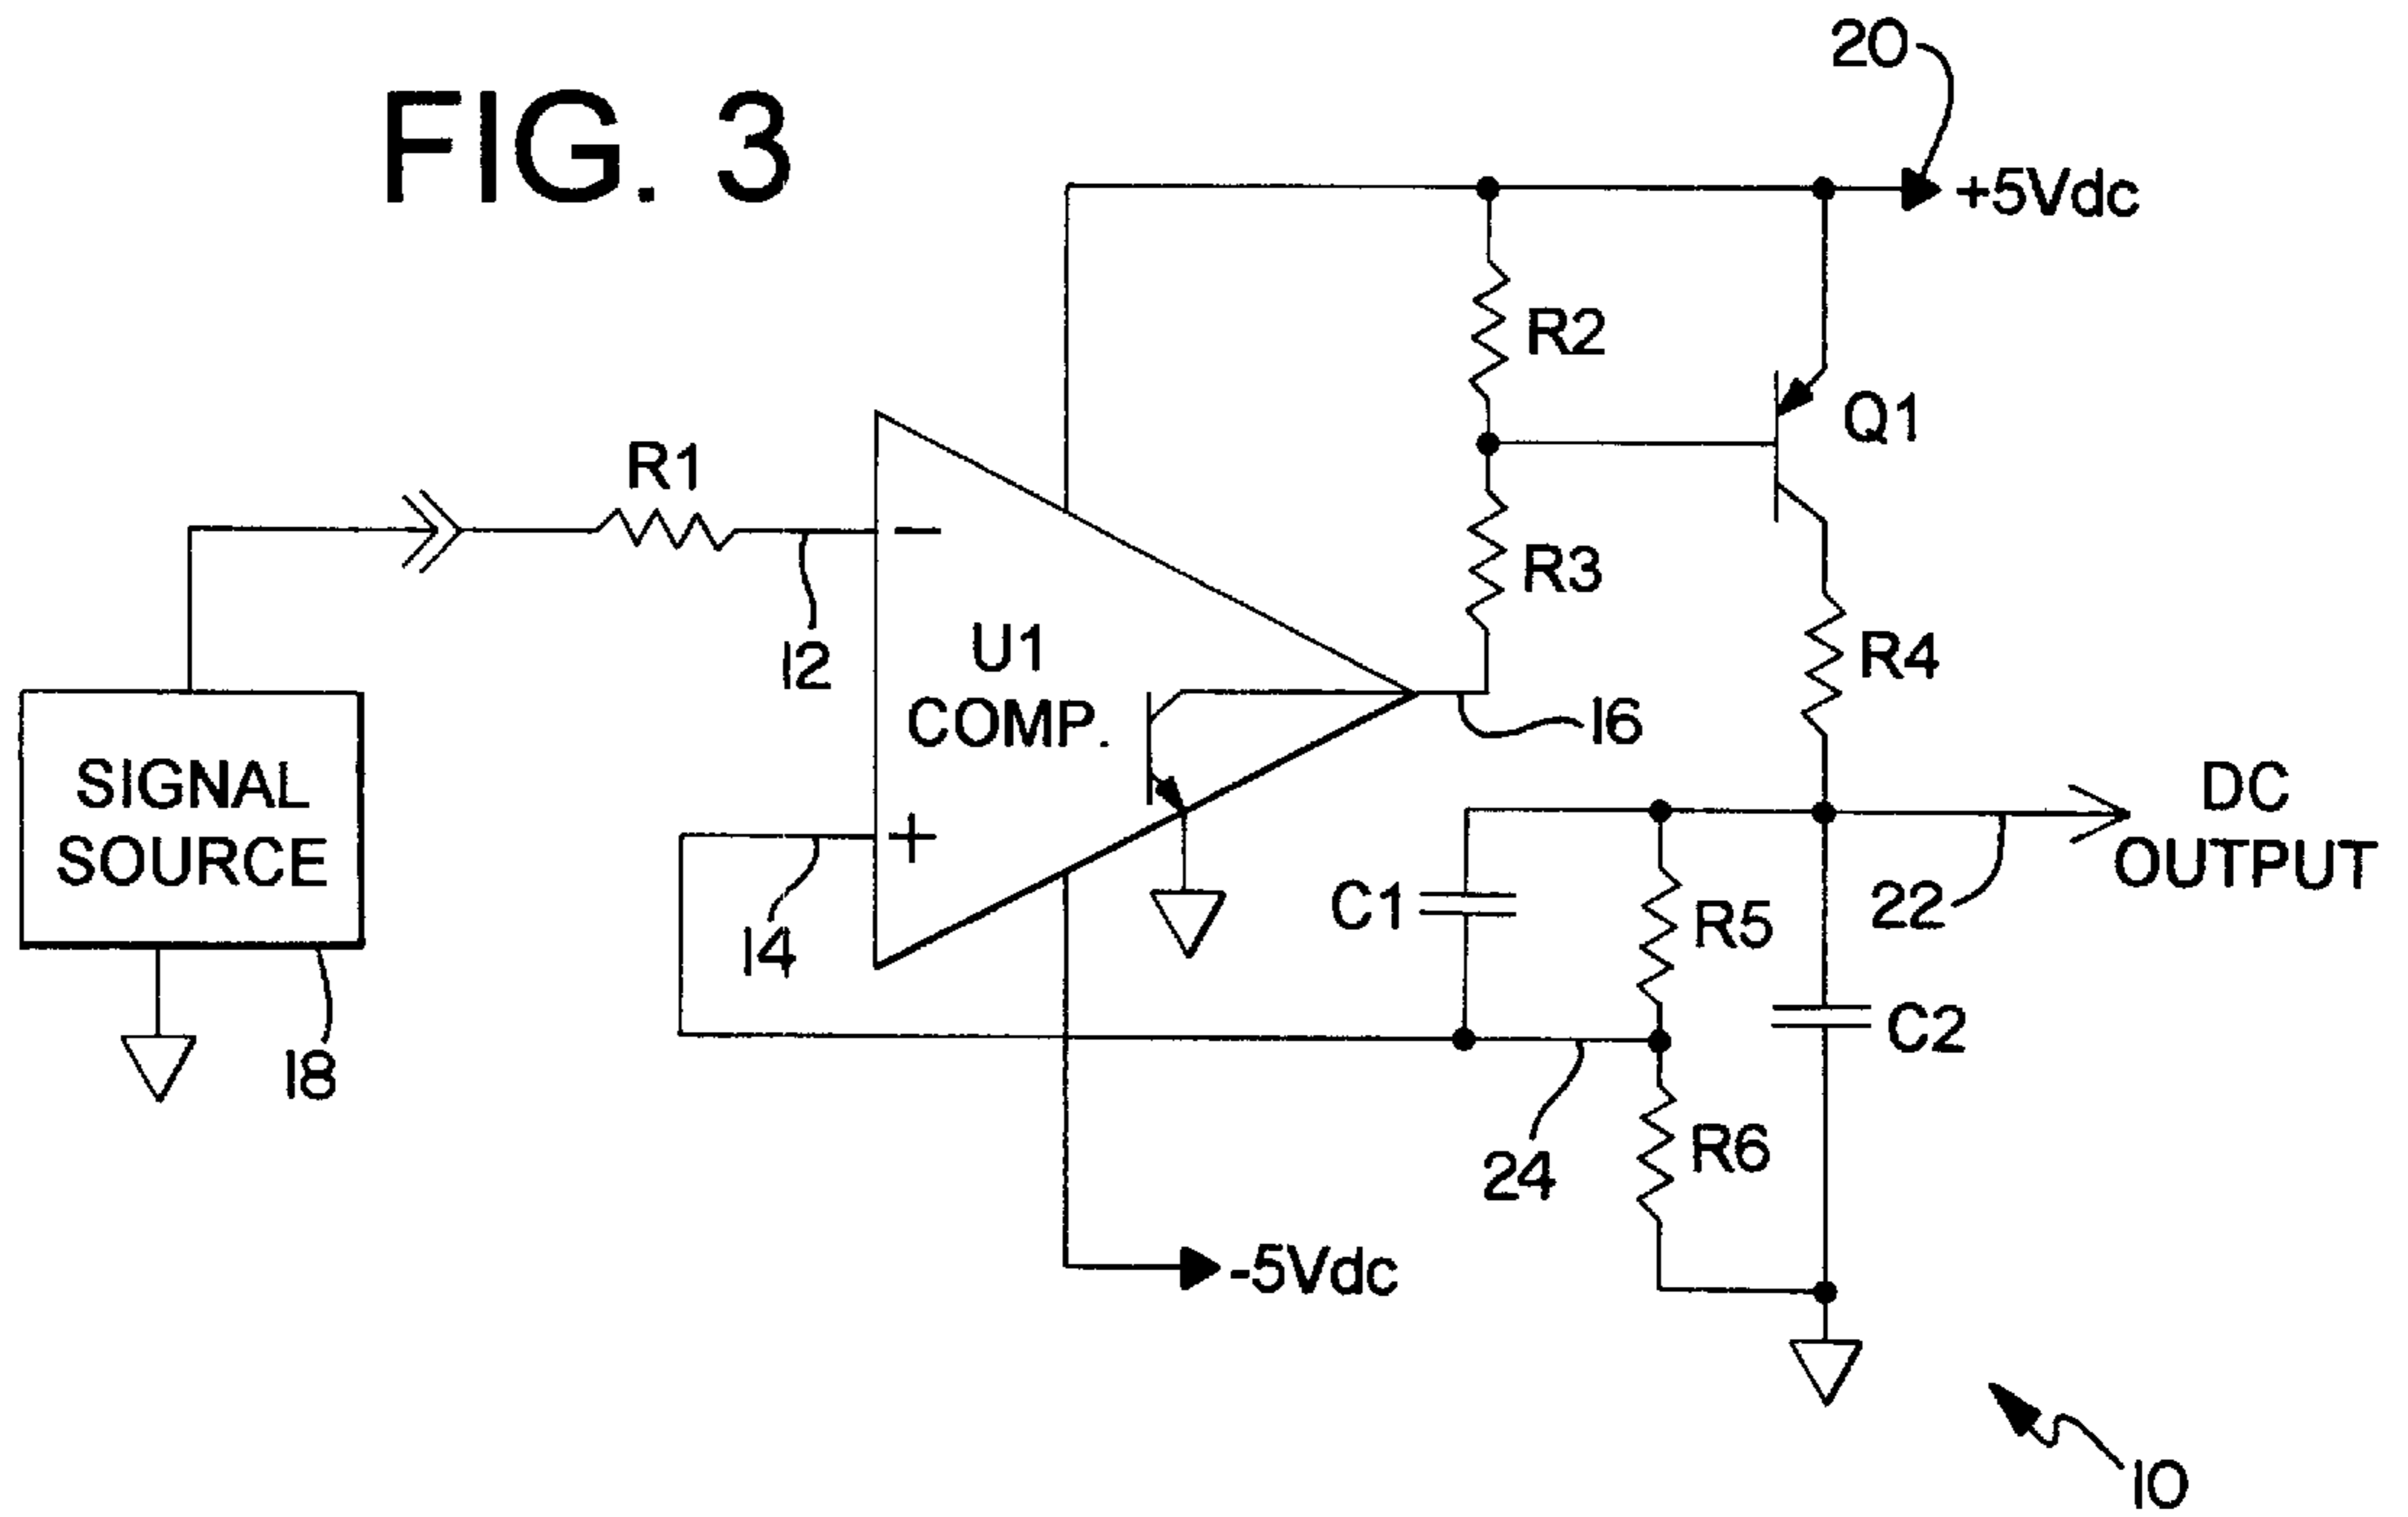 FIG. 3
20
+5Vdc
R2
Q1
R1
R3
12
U1
COMP.
R4
16
SIGNAL
SOURCE
14
DC
OUTPUT
C1
R5
22
C2
18
24
R6
-5Vdc
10